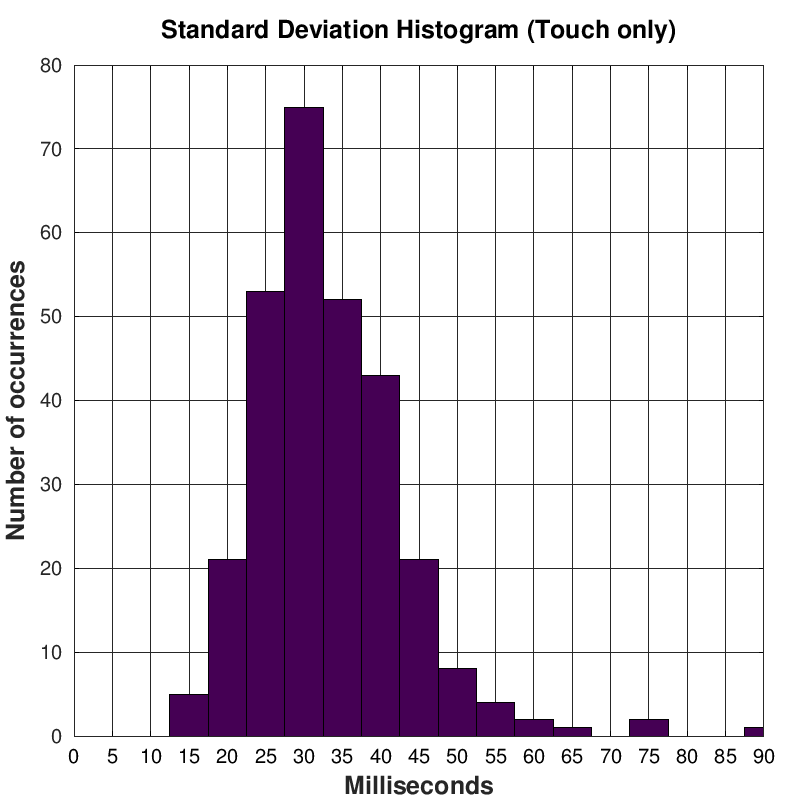 Standard Deviation Histogram (Touch only)
80
70
60
50
40
30
20
10
0
Number of occurrences
0 5 10 15 20 25 30 35 40 45 50 55 60 65 70 75 80 85 90
Milliseconds